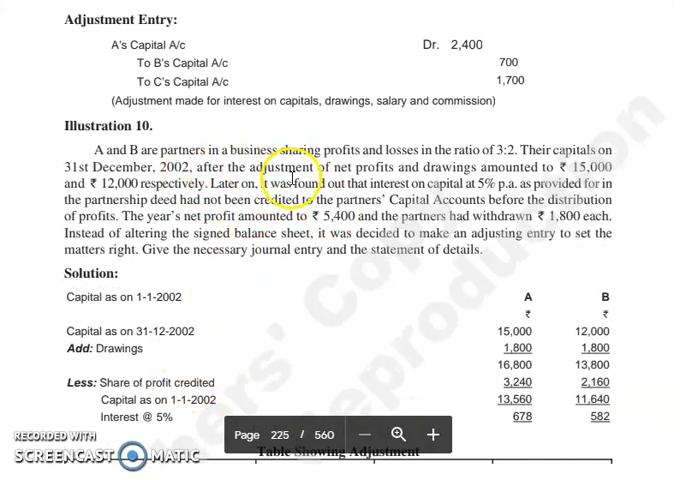 Adjustment Entry:
A's Capital A/c Dr. 2,400
To B's Capital A/c 700
To C's Capital A/c 1,700
(Adjustment made for interest on capitals, drawings, salary and commission)
Illustration 10.
A and B are partners in a business sharing profits and losses in the ratio of 3:2. Their capitals on
31st December, 2002, after the adjustment of net profits and drawings amounted to ₹ 15,000
and ₹ 12,000 respectively. Later on, it was found out that interest on capital at 5% p.a. as provided for in
the partnership deed had not been credited to the partners' Capital Accounts before the distribution
of profits. The year's net profit amounted to ₹ 5,400 and the partners had withdrawn ₹ 1,800 each.
Instead of altering the signed balance sheet, it was decided to make an adjusting entry to set the
matters right. Give the necessary journal entry and the statement of details.
Solution:
Capital as on 1-1-2002 A B
₹ ₹
Capital as on 31-12-2002 15,000 12,000
Add: Drawings 1,800 1,800
16,800 13,800
Less: Share of profit credited 3,240 2,160
Capital as on 1-1-2002 13,560 11,640
Interest @ 5% 678 582
Page 225 / 560 — +
Table Showing Adjustment
RECORDED WITH
SCREENCAST O MATIC